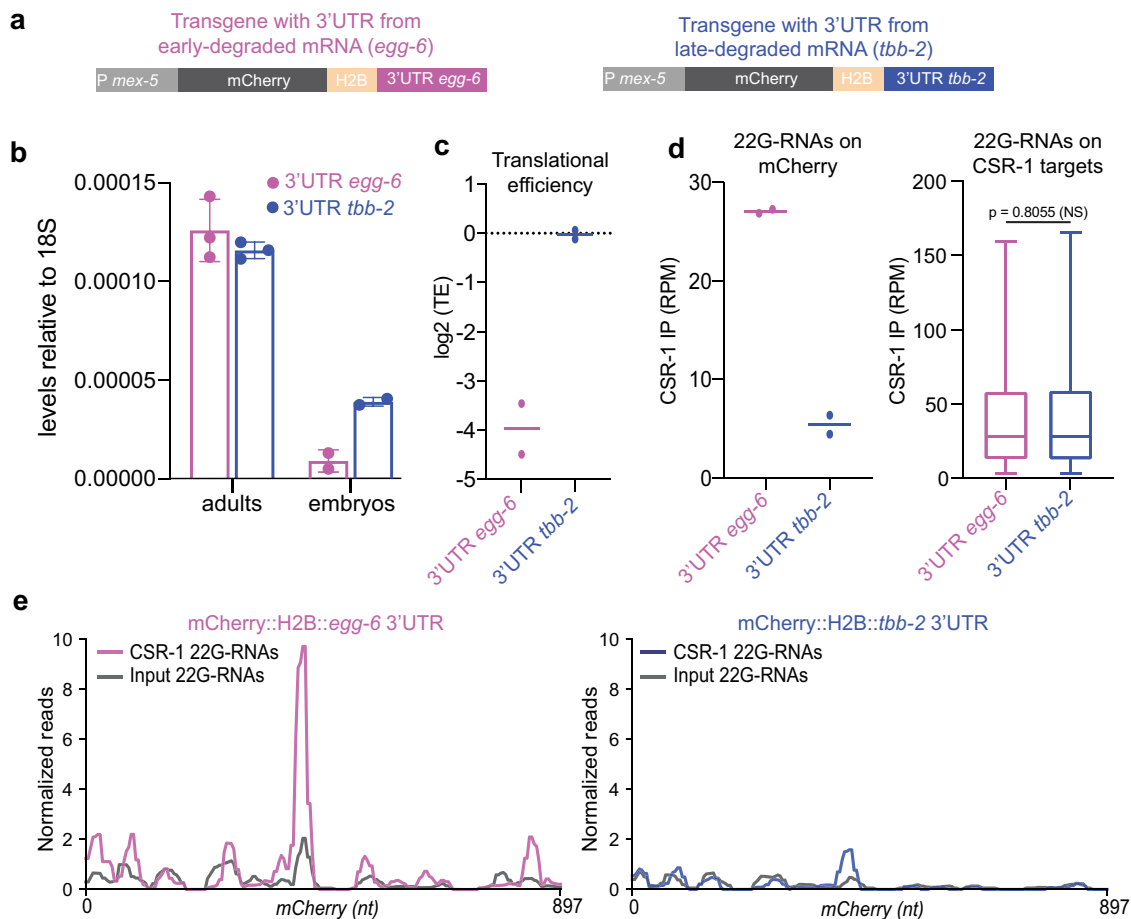 a
Transgene with 3'UTR from
early-degraded mRNA (egg-6)
P mex-5 mCherry H2B 3'UTR egg-6
Transgene with 3'UTR from
late-degraded mRNA (tbb-2)
P mex-5 mCherry H2B 3'UTR tbb-2
b
levels relative to 18S
0.00015
0.00010
0.00005
0.00000
3'UTR egg-6
3'UTR tbb-2
adults embryos
c
Translational
efficiency
log2 (TE)
1
0
-1
-2
-3
-4
-5
3'UTR egg-6
3'UTR tbb-2
d
22G-RNAs on
mCherry
CSR-1 IP (RPM)
30
20
10
0
3'UTR egg-6
3'UTR tbb-2
22G-RNAs on
CSR-1 targets
CSR-1 IP (RPM)
200
150
100
50
0
p = 0.8055 (NS)
3'UTR egg-6
3'UTR tbb-2
e
mCherry::H2B::egg-6 3'UTR
CSR-1 22G-RNAs
Input 22G-RNAs
Normalized reads
10
8
6
4
2
0
0 mCherry (nt) 897
mCherry::H2B::tbb-2 3'UTR
CSR-1 22G-RNAs
Input 22G-RNAs
Normalized reads
10
8
6
4
2
0
0 mCherry (nt) 897